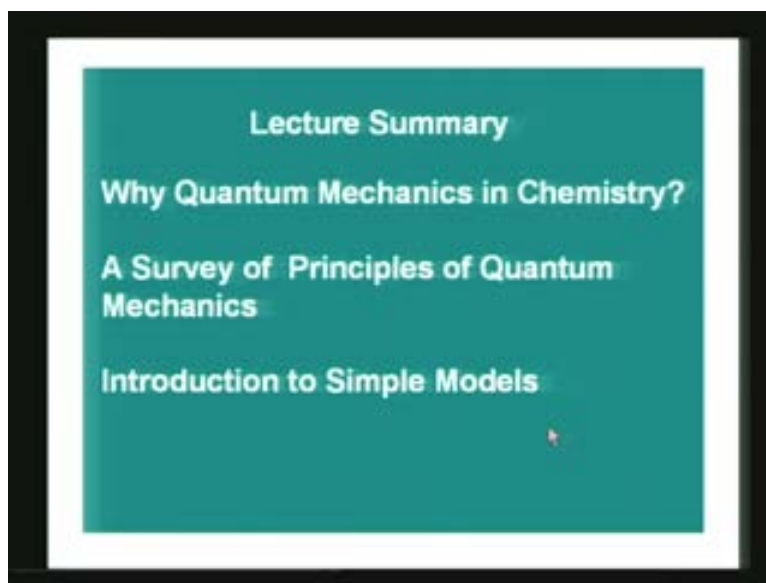 Lecture Summary
Why Quantum Mechanics in Chemistry?
A Survey of Principles of Quantum
Mechanics
Introduction to Simple Models